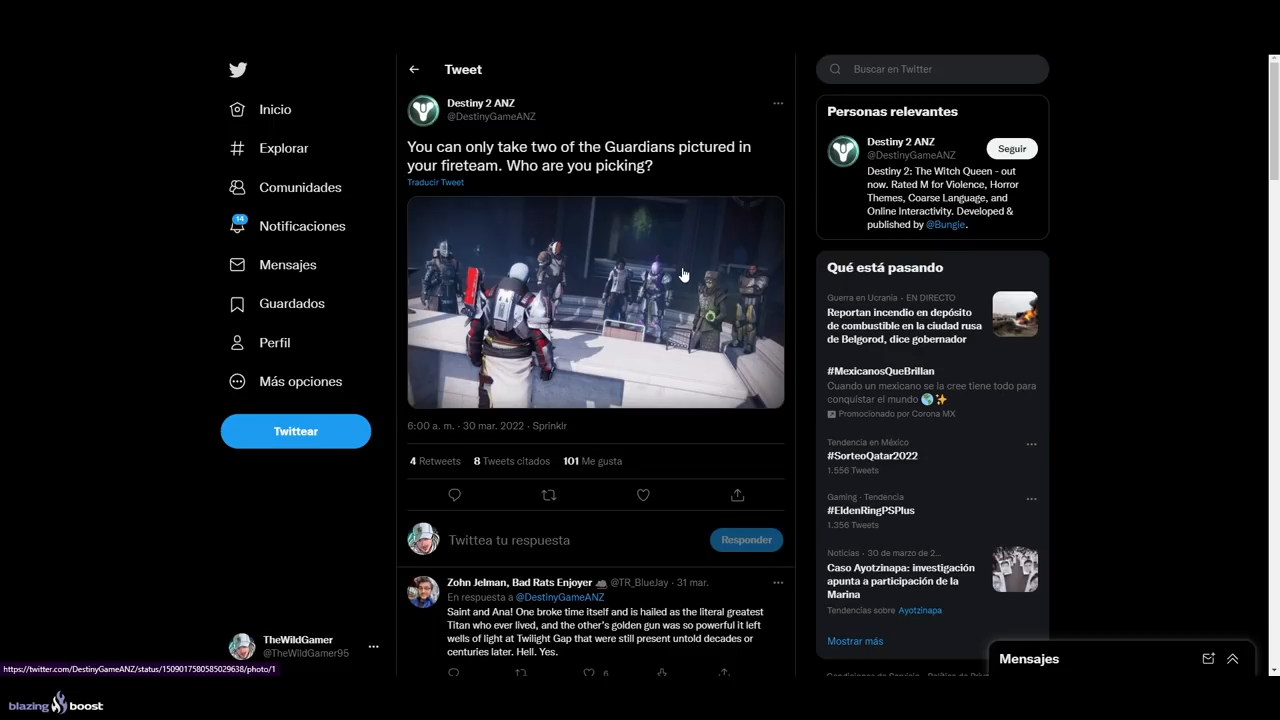 Inicio
Explorar
Comunidades
14
Notificaciones
Mensajes
Guardados
Perfil
Más opciones
Twittear
TheWildGamer
@TheWildGamer95
https://twitter.com/DestinyGameANZ/status/1509017580585029638/photo/1
blazing boost
Tweet
Destiny 2 ANZ
@DestinyGameANZ
You can only take two of the Guardians pictured in
your fireteam. Who are you picking?
Traducir Tweet
6:00 a. m. · 30 mar. 2022 · Sprinklr
4 Retweets 8 Tweets citados 101 Me gusta
Twittea tu respuesta
Responder
Zohn Jelman, Bad Rats Enjoyer @TR_BlueJay · 31 mar.
En respuesta a @DestinyGameANZ
Saint and Ana! One broke time itself and is hailed as the literal greatest
Titan who ever lived, and the other's golden gun was so powerful it left
wells of light at Twilight Gap that were still present untold decades or
centuries later. Hell. Yes.
6
Buscar en Twitter
Personas relevantes
Destiny 2 ANZ
@DestinyGameANZ
Seguir
Destiny 2: The Witch Queen - out
now. Rated M for Violence, Horror
Themes, Coarse Language, and
Online Interactivity. Developed &
published by @Bungie.
Qué está pasando
Guerra en Ucrania · EN DIRECTO
Reportan incendio en depósito
de combustible en la ciudad rusa
de Belgorod, dice gobernador
#MexicanosQueBrillan
Cuando un mexicano se la cree tiene todo para
conquistar el mundo 🌎✨
Promocionado por Corona MX
Tendencia en México
#SorteoQatar2022
1.556 Tweets
Gaming · Tendencia
#EldenRingPSPlus
1.356 Tweets
Noticias · 30 de marzo de 2...
Caso Ayotzinapa: investigación
apunta a participación de la
Marina
Tendencias sobre Ayotzinapa
Mostrar más
Mensajes